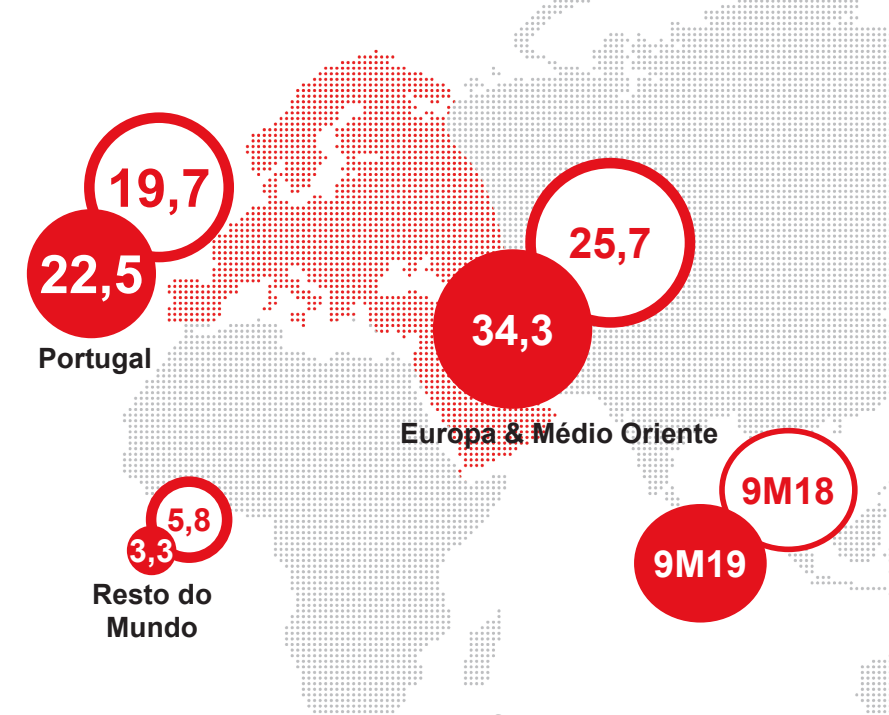 19,7
22,5
Portugal
25,7
34,3
Europa & Médio Oriente
5,8
3,3
Resto do
Mundo
9M18
9M19